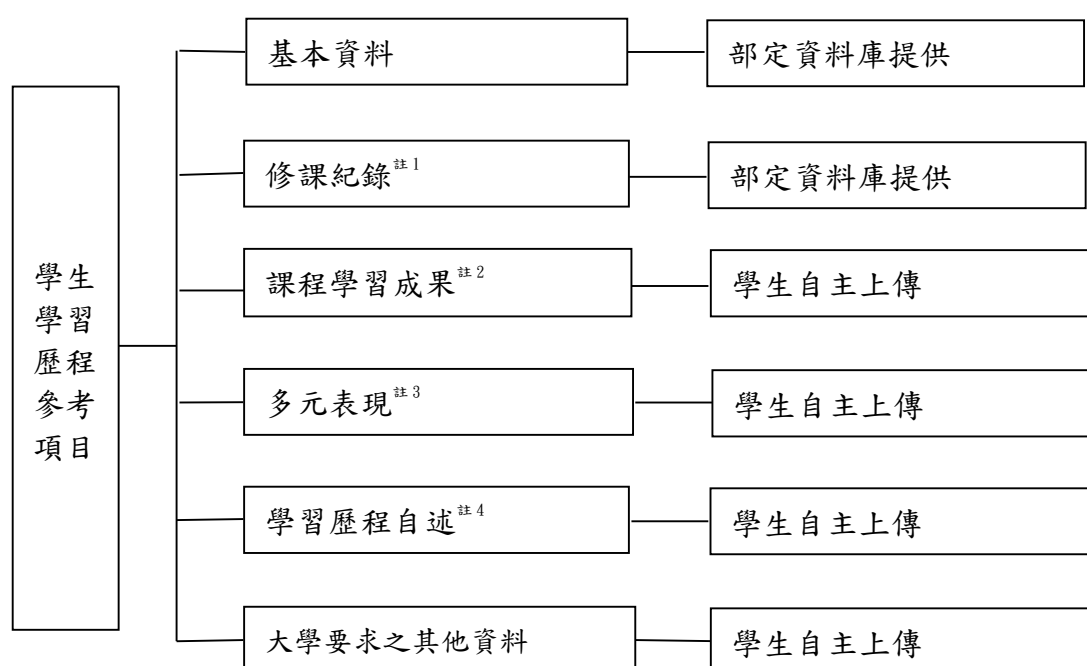 學生
學習
歷程
參考
項目
基本資料
部定資料庫提供
修課紀錄註1
部定資料庫提供
課程學習成果註2
學生自主上傳
多元表現註3
學生自主上傳
學習歷程自述註4
學生自主上傳
大學要求之其他資料
學生自主上傳